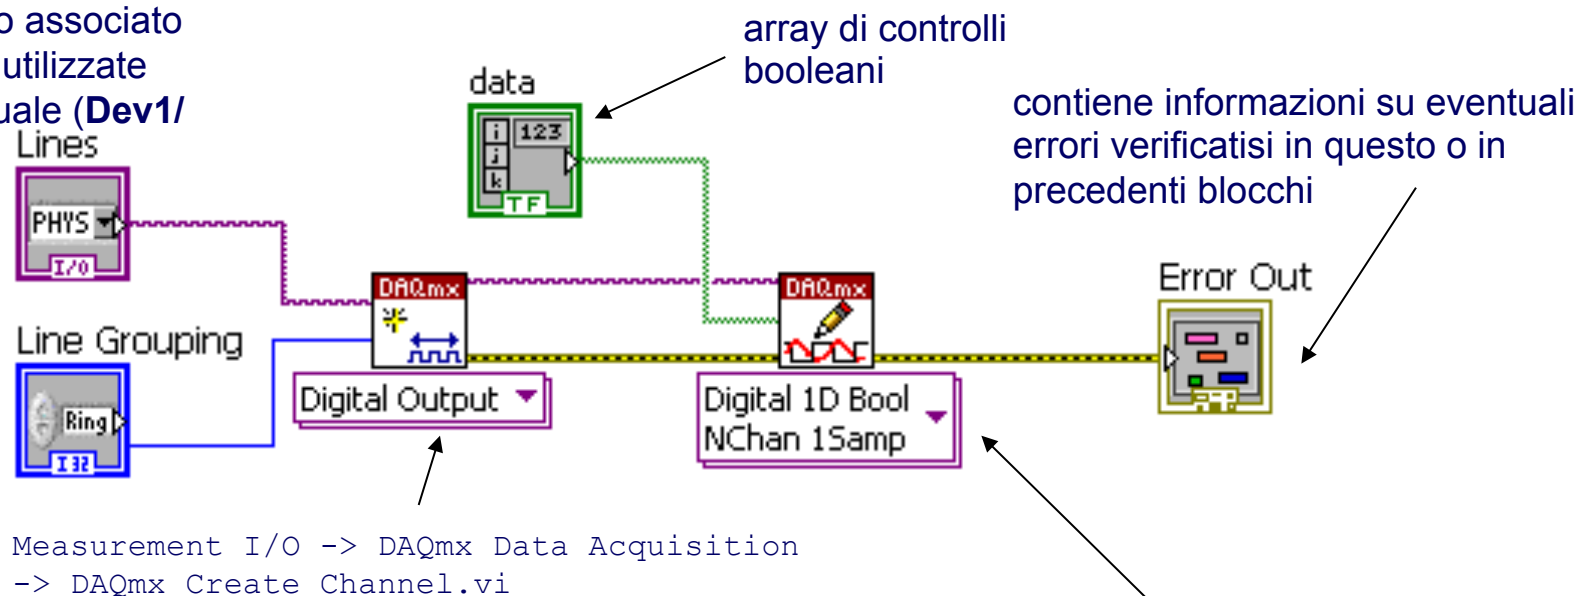 o associato
utilizzate
uale (Dev1/
array di controlli
booleani
contiene informazioni su eventuali
errori verificatisi in questo o in
precedenti blocchi
data
i 123
j
k
TF
Lines
PHYS
I/O
Line Grouping
Ring
I32
DAQmx
Digital Output
DAQmx
Digital 1D Bool
NChan 1Samp
Error Out
Measurement I/O -> DAQmx Data Acquisition
-> DAQmx Create Channel.vi